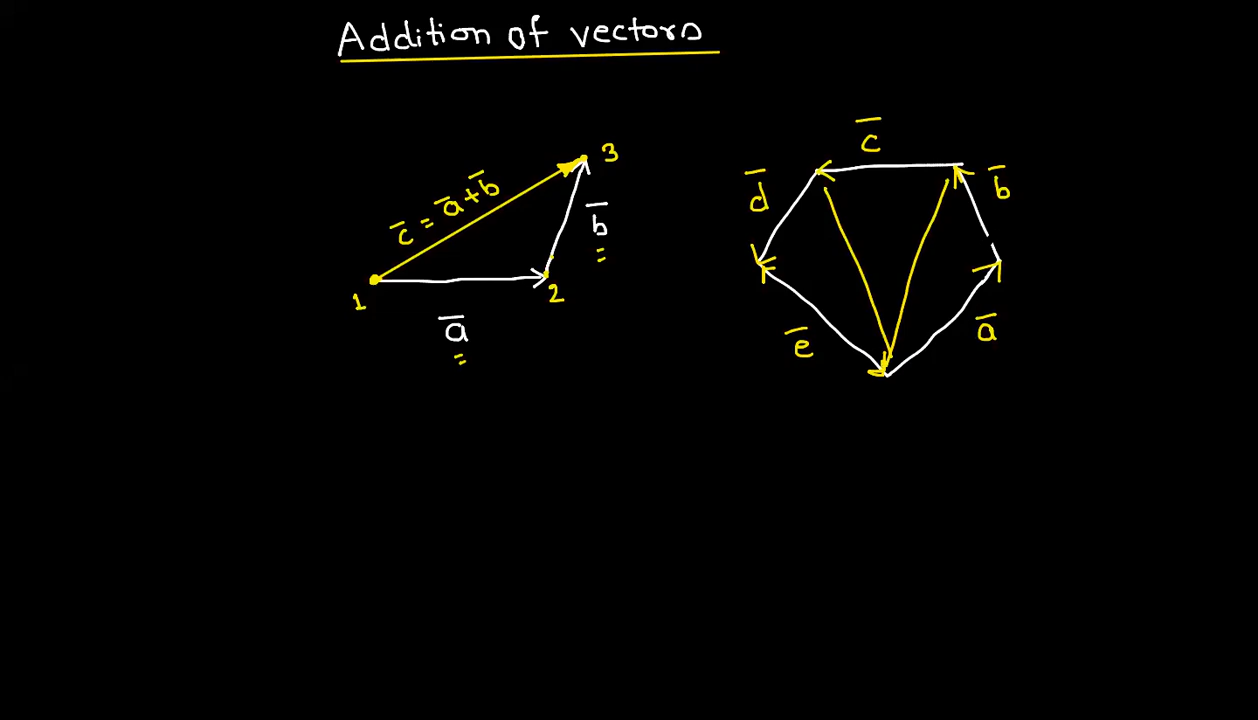 Addition of vectors
3
c̅ = a̅ + b̅
b̅
=
1
2
a̅
=
c̅
d̅
b̅
e̅
a̅